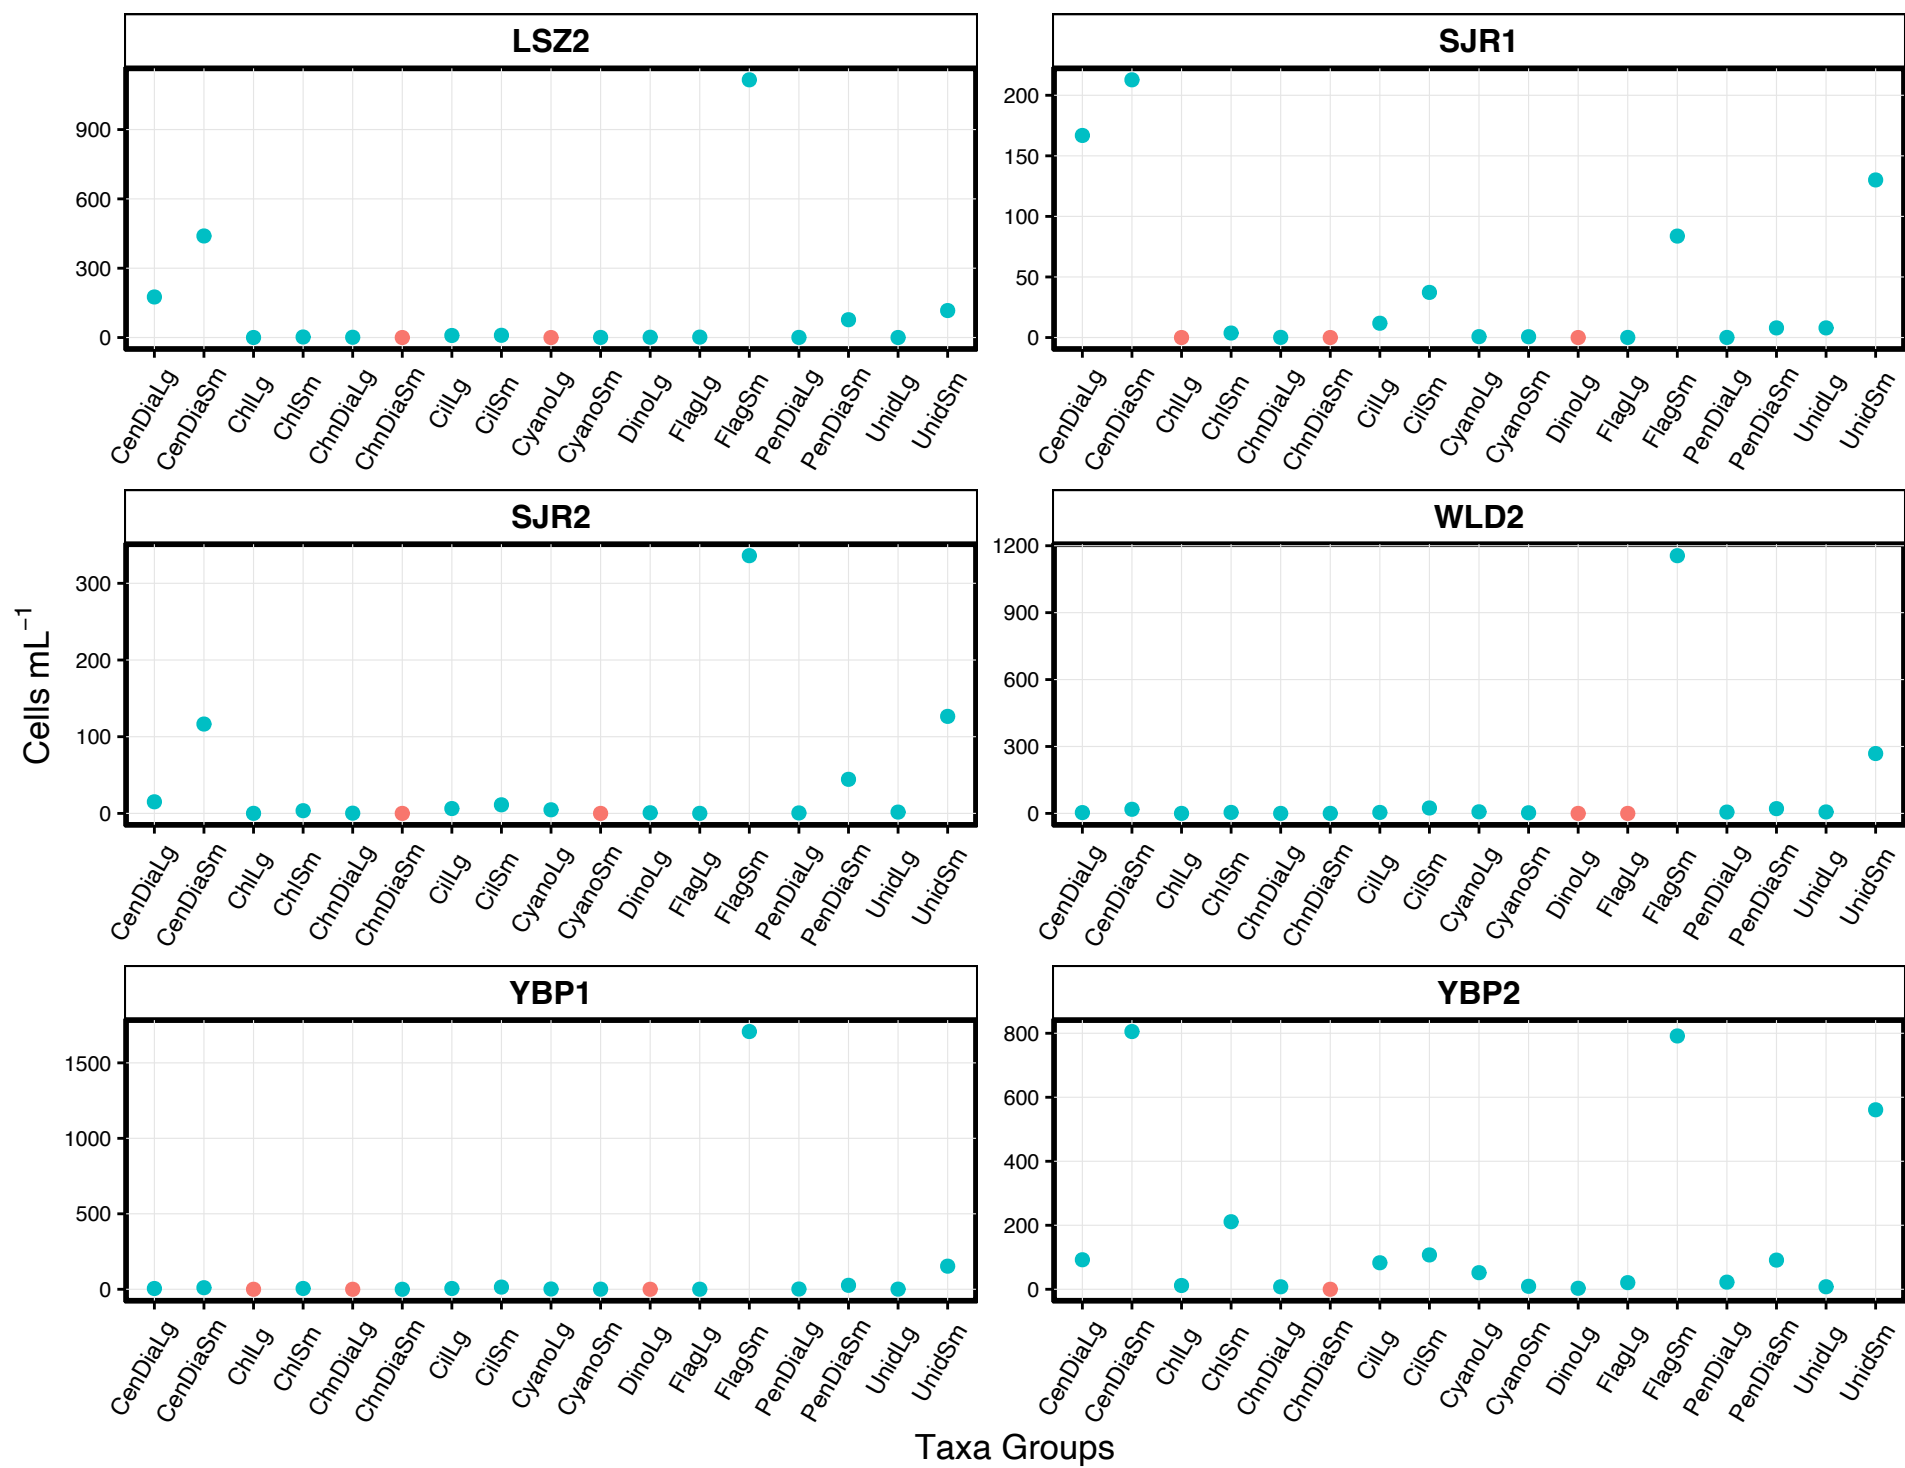 LSZ2
900
600
300
0
CenDiaLg
CenDiaSm
ChlLg
ChlSm
ChnDiaLg
ChnDiaSm
CilLg
CilSm
CyanoLg
CyanoSm
DinoLg
FlagLg
FlagSm
PenDiaLg
PenDiaSm
UnidLg
UnidSm
SJR1
200
150
100
50
0
CenDiaLg
CenDiaSm
ChlLg
ChlSm
ChnDiaLg
ChnDiaSm
CilLg
CilSm
CyanoLg
CyanoSm
DinoLg
FlagLg
FlagSm
PenDiaLg
PenDiaSm
UnidLg
UnidSm
Cells mL⁻¹
SJR2
300
200
100
0
CenDiaLg
CenDiaSm
ChlLg
ChlSm
ChnDiaLg
ChnDiaSm
CilLg
CilSm
CyanoLg
CyanoSm
DinoLg
FlagLg
FlagSm
PenDiaLg
PenDiaSm
UnidLg
UnidSm
WLD2
1200
900
600
300
0
CenDiaLg
CenDiaSm
ChlLg
ChlSm
ChnDiaLg
ChnDiaSm
CilLg
CilSm
CyanoLg
CyanoSm
DinoLg
FlagLg
FlagSm
PenDiaLg
PenDiaSm
UnidLg
UnidSm
YBP1
1500
1000
500
0
CenDiaLg
CenDiaSm
ChlLg
ChlSm
ChnDiaLg
ChnDiaSm
CilLg
CilSm
CyanoLg
CyanoSm
DinoLg
FlagLg
FlagSm
PenDiaLg
PenDiaSm
UnidLg
UnidSm
YBP2
800
600
400
200
0
CenDiaLg
CenDiaSm
ChlLg
ChlSm
ChnDiaLg
ChnDiaSm
CilLg
CilSm
CyanoLg
CyanoSm
DinoLg
FlagLg
FlagSm
PenDiaLg
PenDiaSm
UnidLg
UnidSm
Taxa Groups